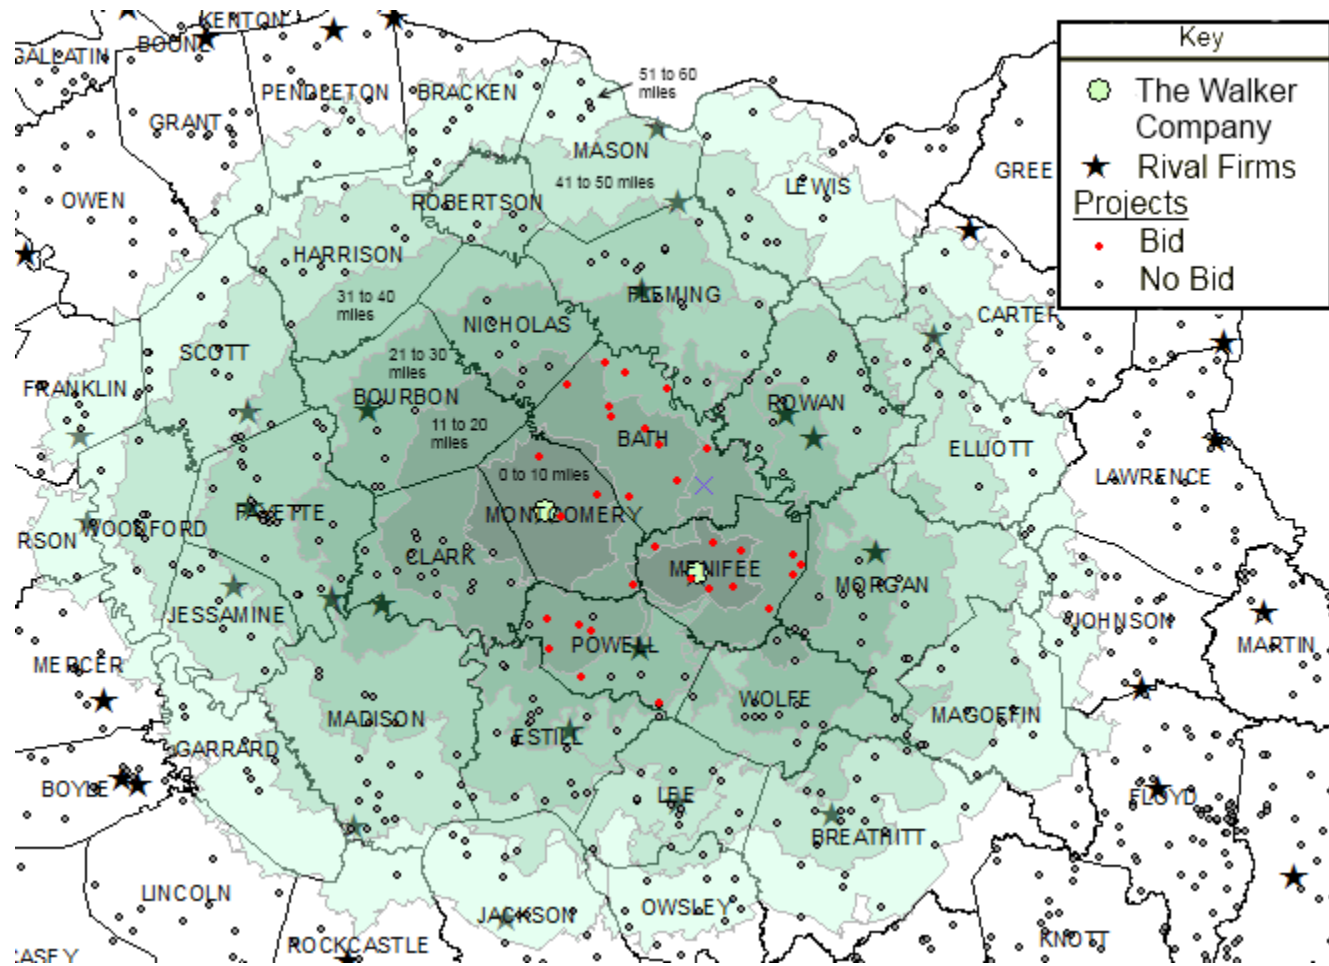 KENTON
BOONE
GALLATIN
PENDLETON
BRACKEN
51 to 60
miles
GRANT
MASON
41 to 50 miles
LEWIS
GREE
OWEN
ROBERTSON
HARRISON
31 to 40
miles
FLEMING
NICHOLAS
CARTER
SCOTT
21 to 30
miles
FRANKLIN
BOURBON
ROWAN
11 to 20
miles
BATH
ELLIOTT
0 to 10 miles
LAWRENCE
MONTGOMERY
FAYETTE
WOODFORD
RSON
CLARK
MENIFEE
MORGAN
JESSAMINE
JOHNSON
POWELL
MARTIN
MERCER
WOLFE
MADISON
MAGOFFIN
ESTILL
GARRARD
BOYLE
LEE
FLOYD
BREATHITT
LINCOLN
OWSLEY
JACKSON
KNOTT
ROCKCASTLE
CASEY
Key
The Walker
Company
Rival Firms
Projects
Bid
No Bid